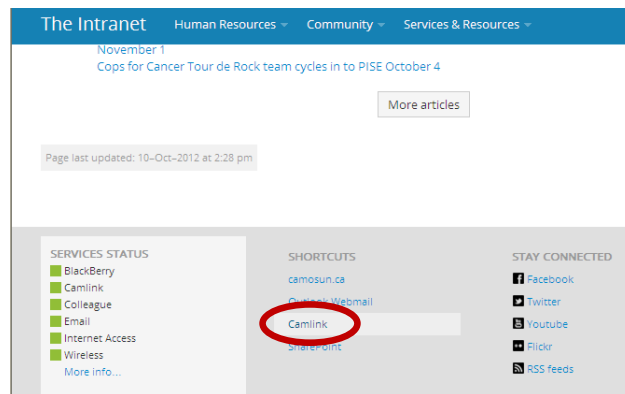 The Intranet Human Resources Community Services & Resources
November 1
Cops for Cancer Tour de Rock team cycles in to PISE October 4
More articles
Page last updated: 10–Oct–2012 at 2:28 pm
SERVICES STATUS
BlackBerry
Camlink
Colleague
Email
Internet Access
Wireless
More info...
SHORTCUTS
camosun.ca
Outlook Webmail
Camlink
SharePoint
STAY CONNECTED
Facebook
Twitter
Youtube
Flickr
RSS feeds